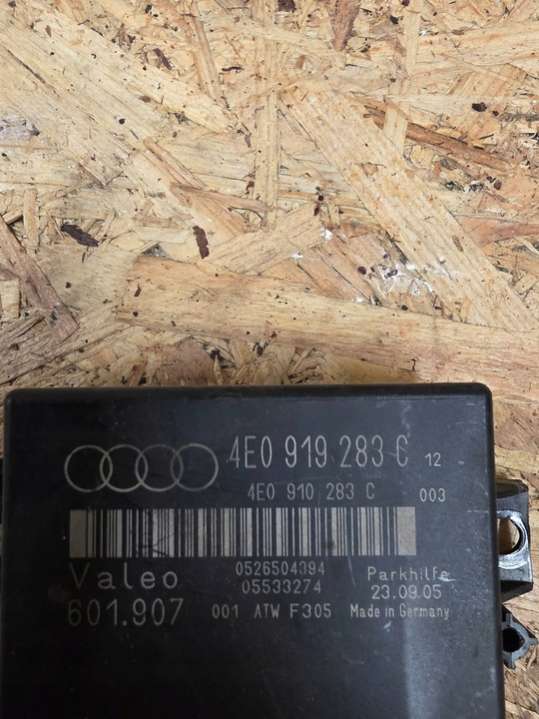 4E0 919 283 C 12
4E0 910 283 C 003
0526504394
Valeo 05533274 Parkhilfe
23.09.05
601.907 001 ATW F305 Made in Germany